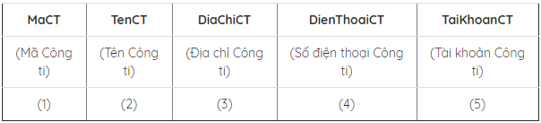 MaCT TenCT DiaChiCT DienThoaiCT TaiKhoanCT
(Mã Công (Tên Công (Địa chỉ Công (Số điện thoại Công (Tài khoản Công
ti) ti) ti) ti) ti)
(1) (2) (3) (4) (5)